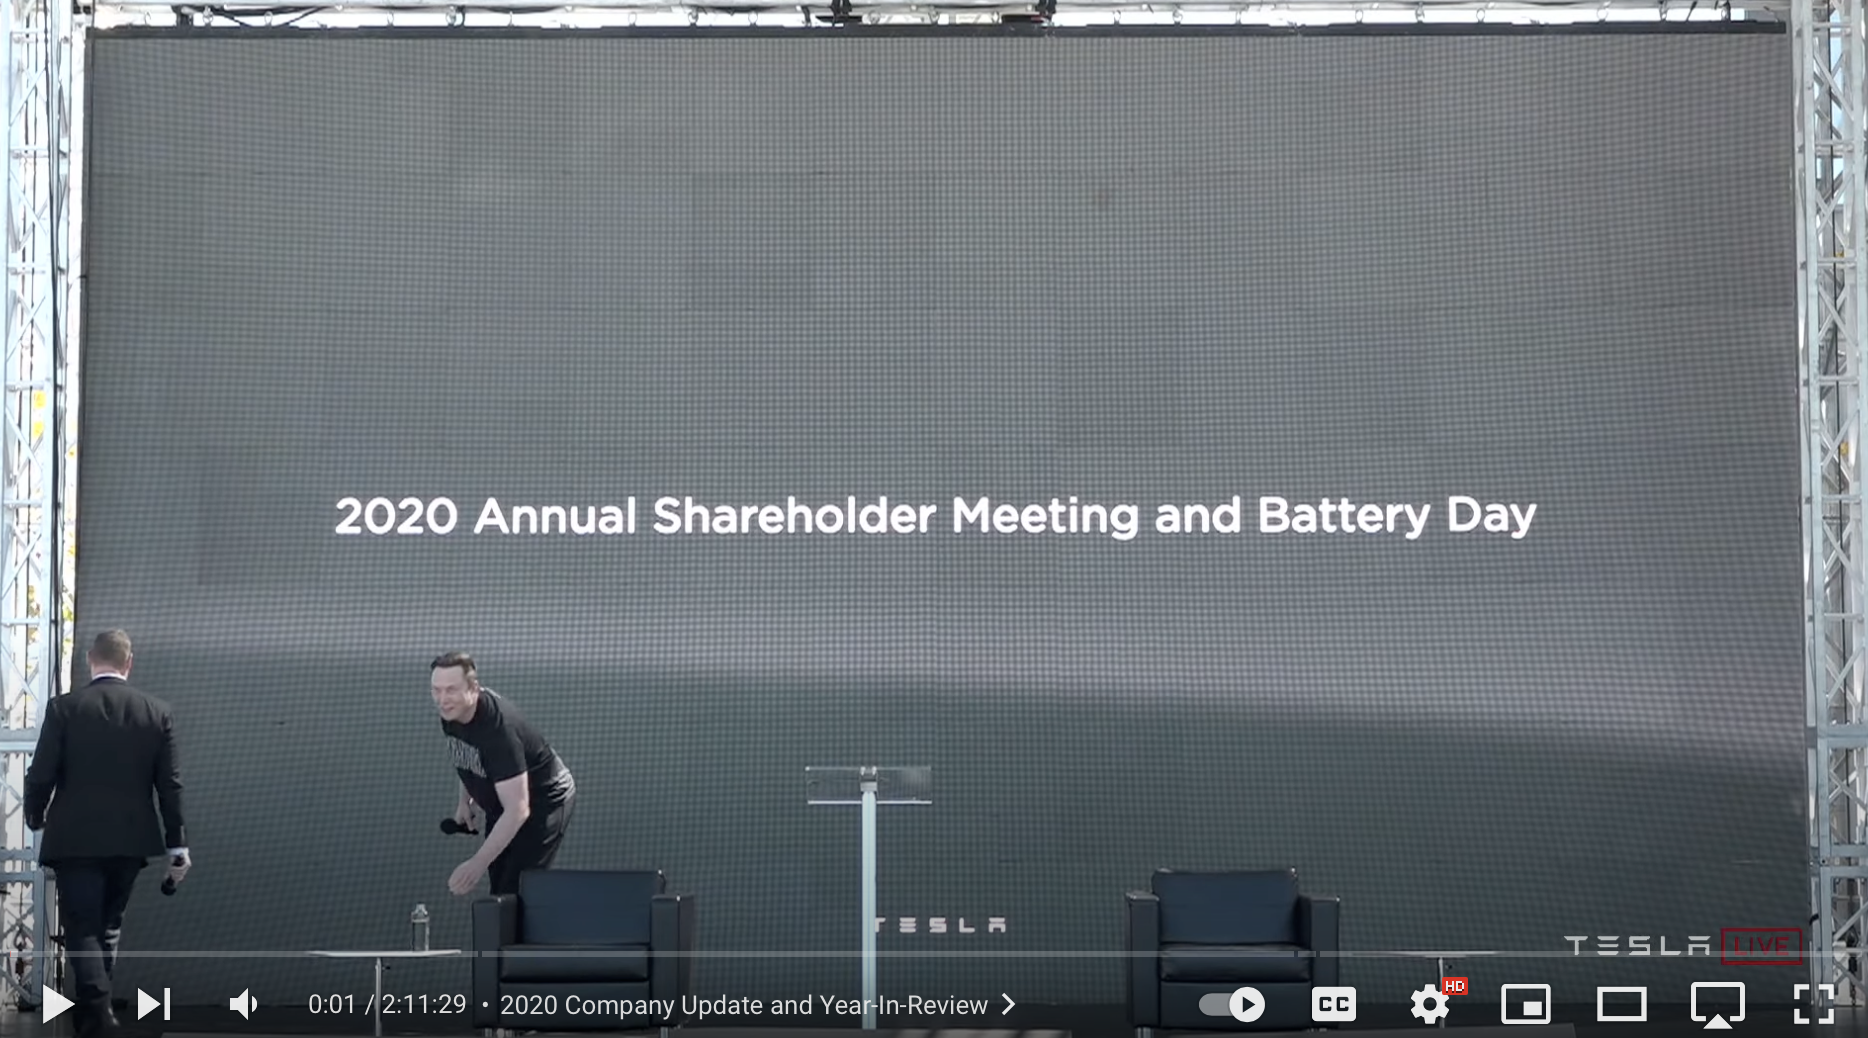 2020 Annual Shareholder Meeting and Battery Day
TESLA
TESLA LIVE
HD
0:01 / 2:11:29 • 2020 Company Update and Year-In-Review
CC